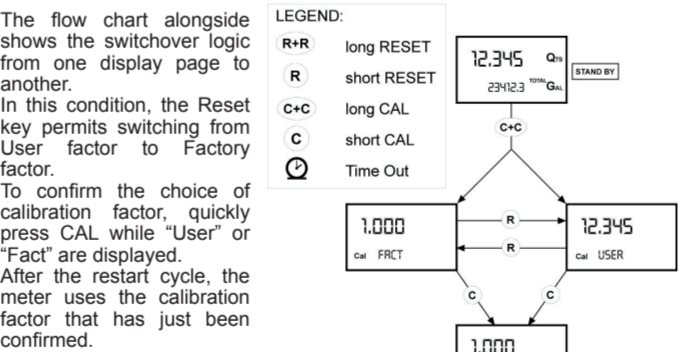 The flow chart alongside
shows the switchover logic
from one display page to
another.
In this condition, the Reset
key permits switching from
User factor to Factory
factor.
To confirm the choice of
calibration factor, quickly
press CAL while “User” or
“Fact” are displayed.
After the restart cycle, the
meter uses the calibration
factor that has just been
confirmed.
LEGEND:
R+R long RESET
R short RESET
C+C long CAL
C short CAL
Time Out
12.345 QTS
23412.3 TOTAL GAL
STAND BY
C+C
1.000
Cal FACT
R
R
12.345
Cal USER
C
C
1.000